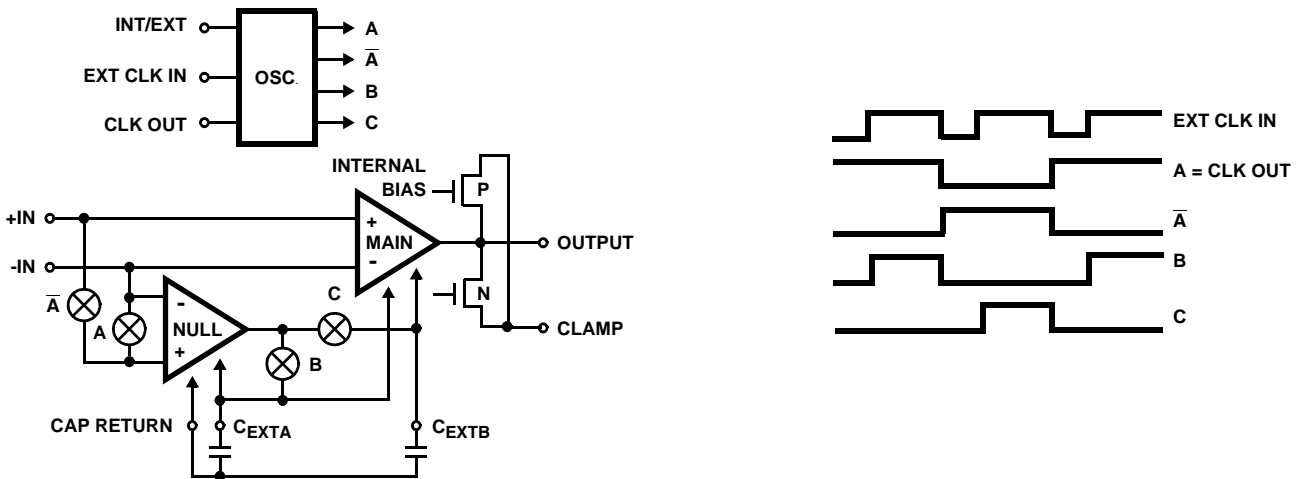 INT/EXT
EXT CLK IN
CLK OUT
OSC.
A
A̅
B
C
INTERNAL
BIAS
P
+IN
-IN
+
MAIN
-
OUTPUT
N
CLAMP
A̅
A
-
NULL
+
C
B
CAP RETURN
CEXTA
CEXTB
EXT CLK IN
A = CLK OUT
A̅
B
C